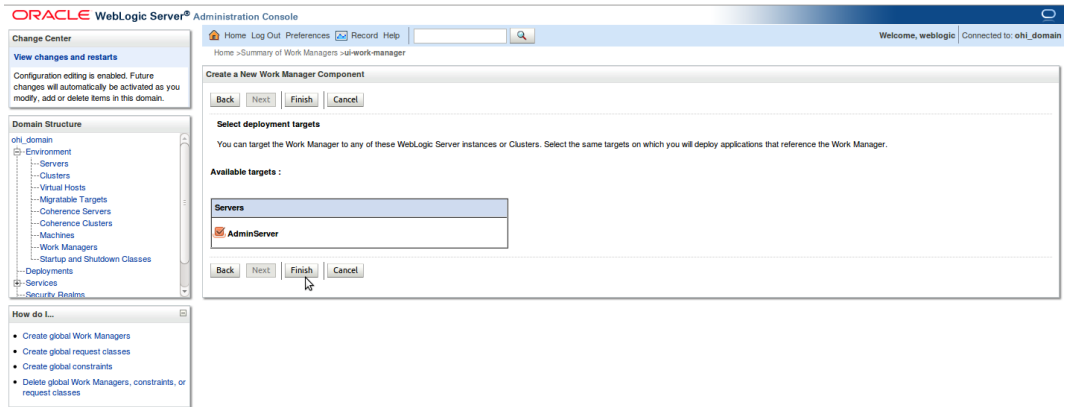 ORACLE WebLogic Server® Administration Console
Change Center
View changes and restarts
Configuration editing is enabled. Future
changes will automatically be activated as you
modify, add or delete items in this domain.
Domain Structure
ohi_domain
Environment
Servers
Clusters
Virtual Hosts
Migratable Targets
Coherence Servers
Coherence Clusters
Machines
Work Managers
Startup and Shutdown Classes
Deployments
Services
Security Realms
How do I...
Create global Work Managers
Create global request classes
Create global constraints
Delete global Work Managers, constraints, or
request classes
Home Log Out Preferences Record Help
Welcome, weblogic Connected to: ohi_domain
Home >Summary of Work Managers >ui-work-manager
Create a New Work Manager Component
Back Next Finish Cancel
Select deployment targets
You can target the Work Manager to any of these WebLogic Server instances or Clusters. Select the same targets on which you will deploy applications that reference the Work Manager.
Available targets :
Servers
AdminServer
Back Next Finish Cancel